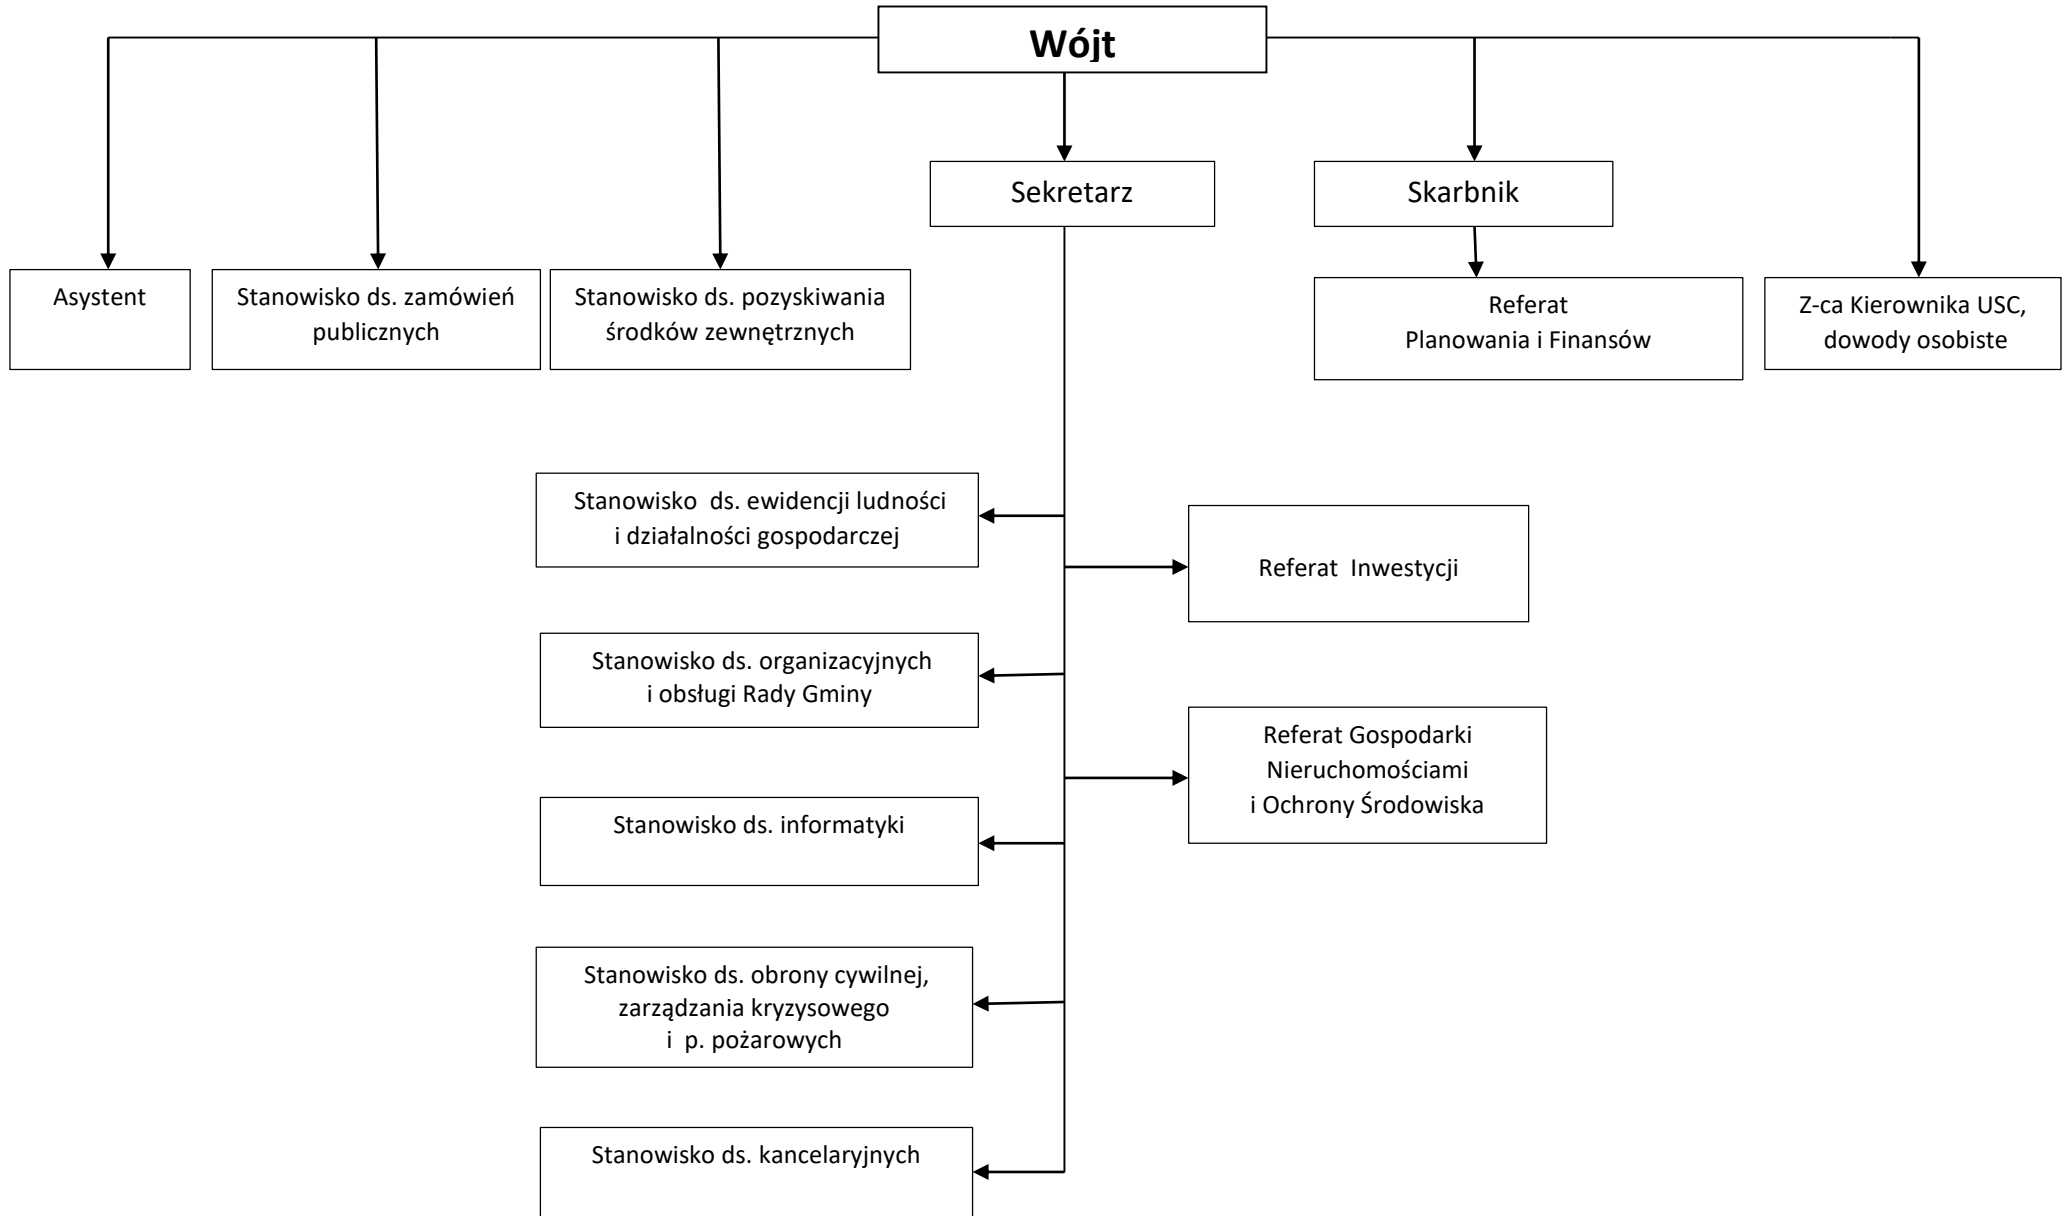 Wójt
Sekretarz
Skarbnik
Asystent
Stanowisko ds. zamówień
publicznych
Stanowisko ds. pozyskiwania
środków zewnętrznych
Referat
Planowania i Finansów
Z-ca Kierownika USC,
dowody osobiste
Stanowisko ds. ewidencji ludności
i działalności gospodarczej
Referat Inwestycji
Stanowisko ds. organizacyjnych
i obsługi Rady Gminy
Referat Gospodarki
Nieruchomościami
i Ochrony Środowiska
Stanowisko ds. informatyki
Stanowisko ds. obrony cywilnej,
zarządzania kryzysowego
i p. pożarowych
Stanowisko ds. kancelaryjnych